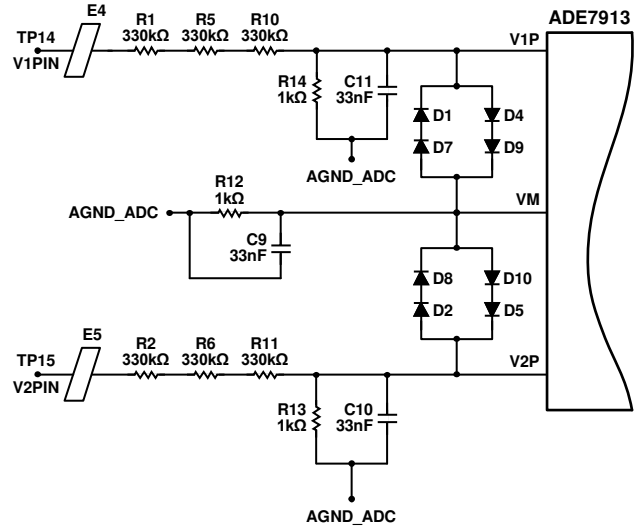 ADE7913
E4
TP14
V1PIN
R1
330kΩ
R5
330kΩ
R10
330kΩ
V1P
R14
1kΩ
C11
33nF
D1
D4
D7
D9
AGND_ADC
R12
1kΩ
AGND_ADC
VM
C9
33nF
D8
D10
D2
D5
E5
TP15
V2PIN
R2
330kΩ
R6
330kΩ
R11
330kΩ
V2P
R13
1kΩ
C10
33nF
AGND_ADC